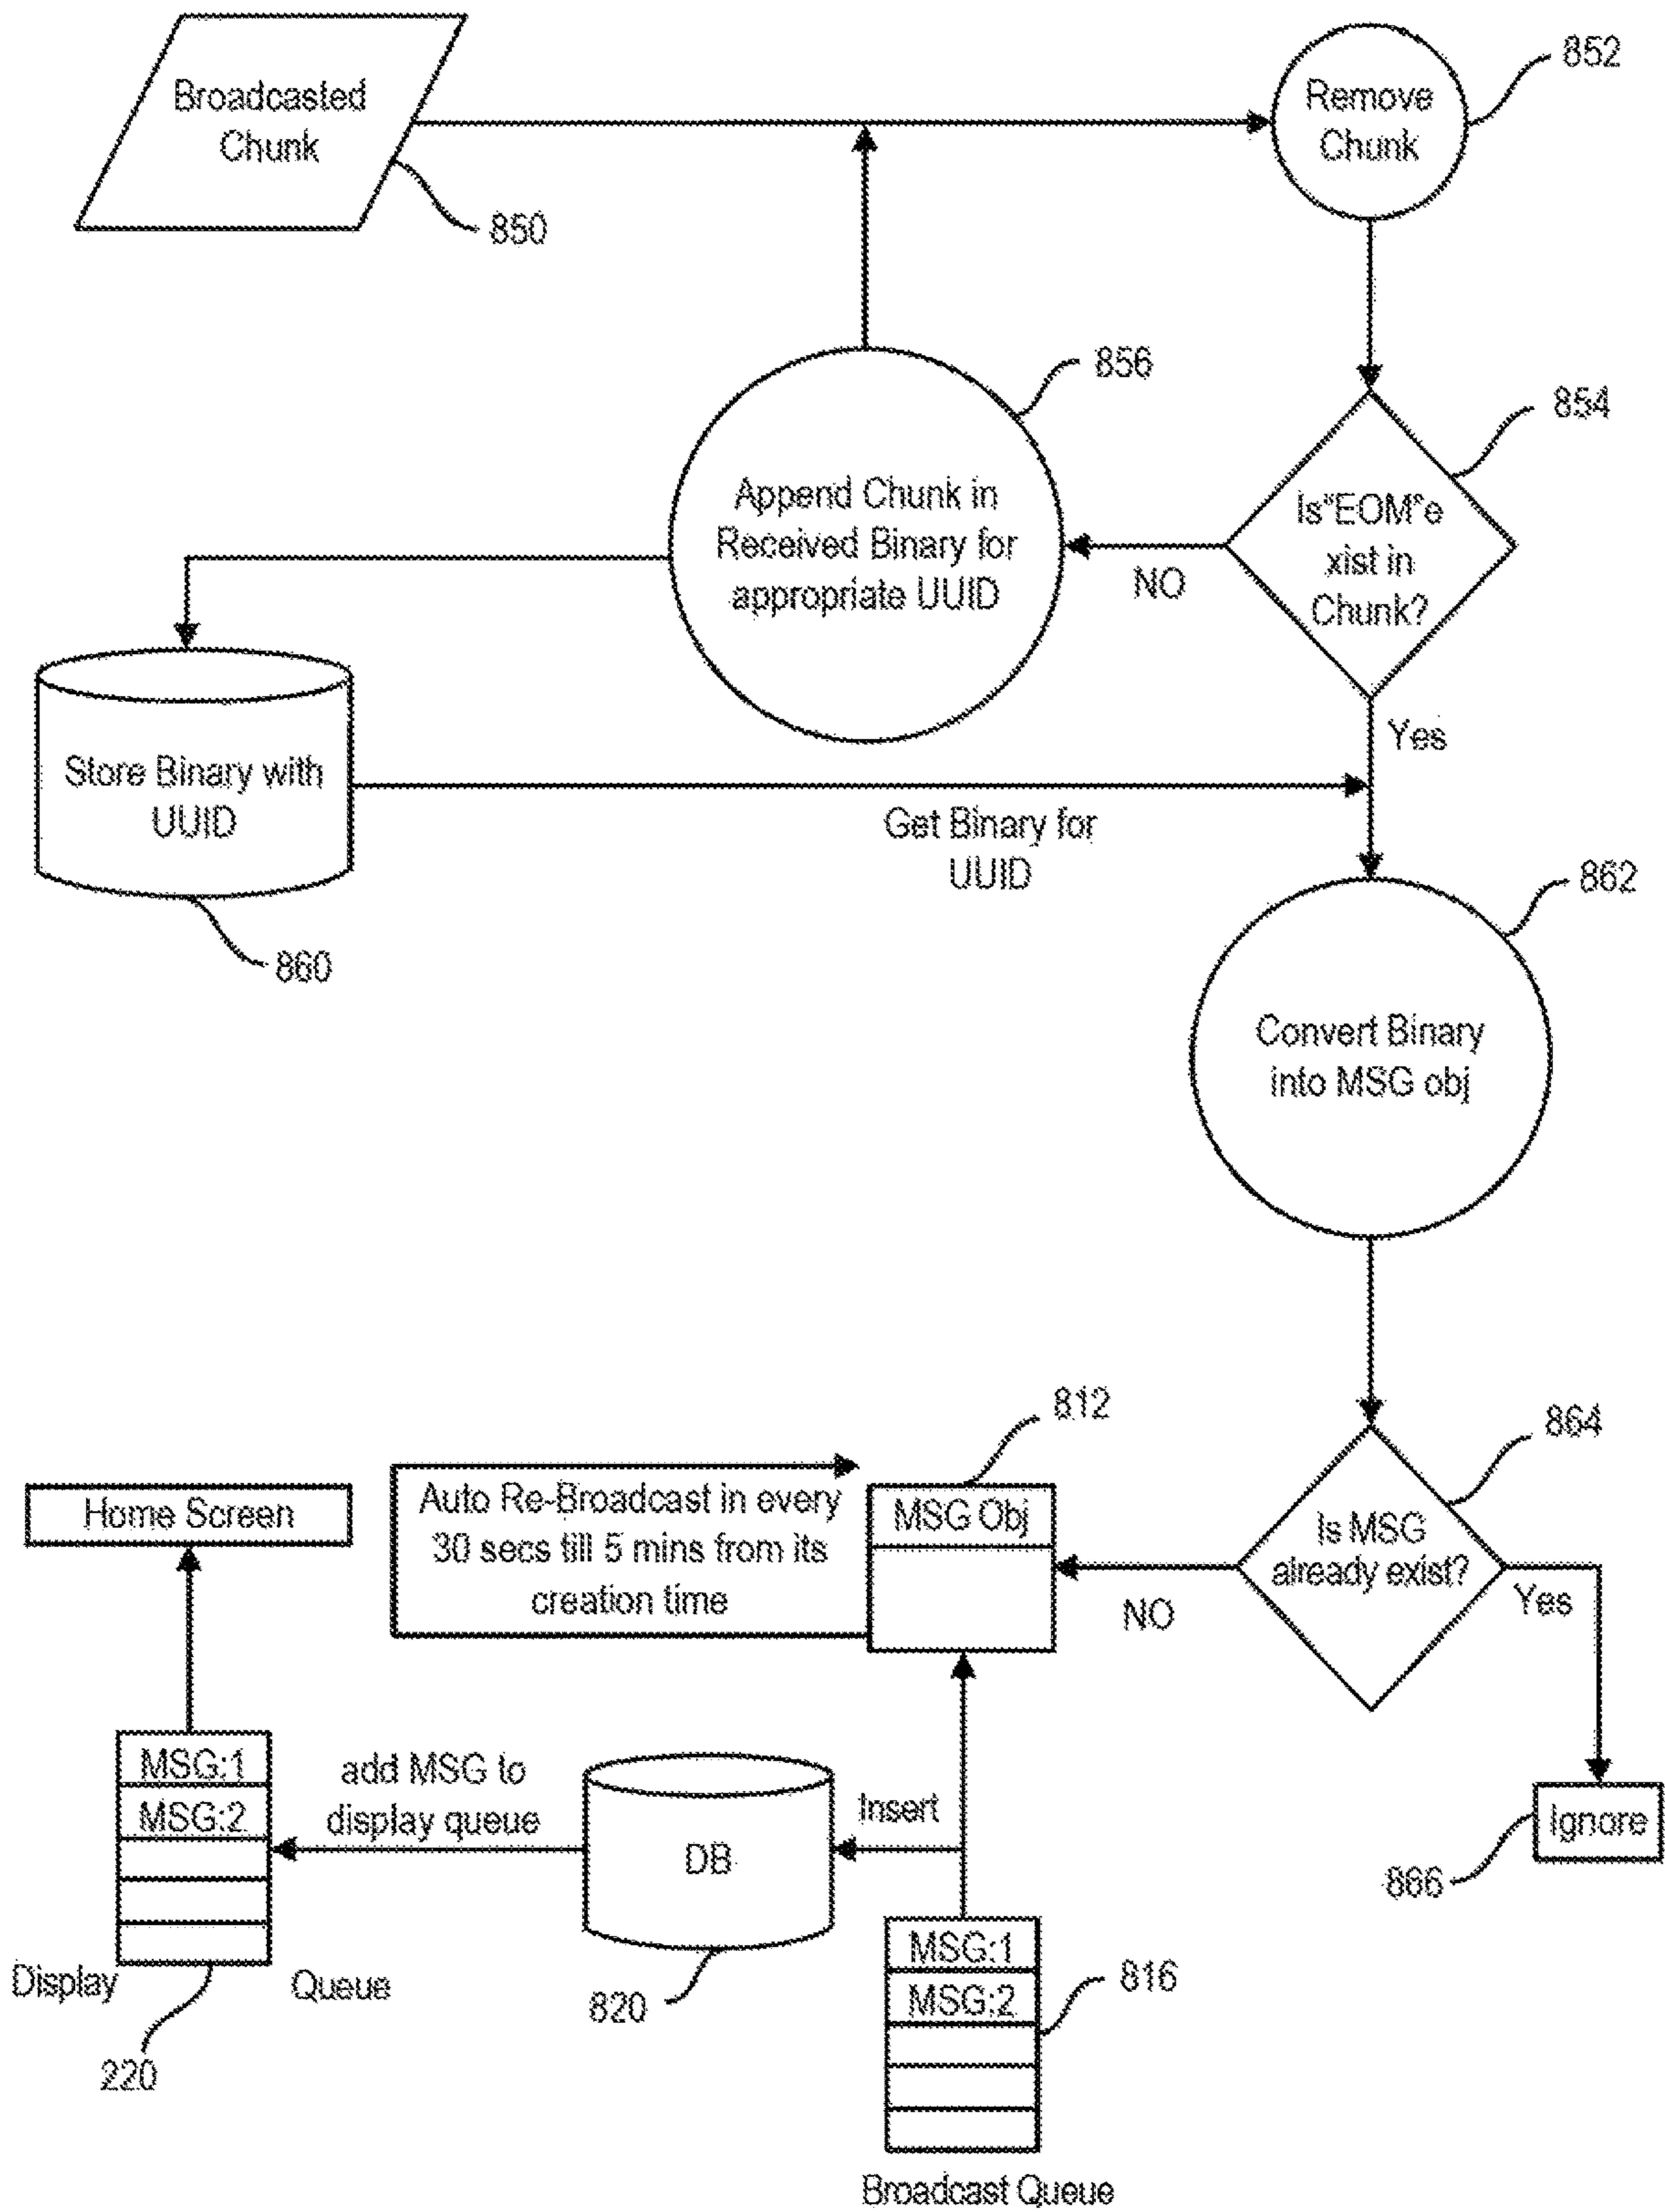 Broadcasted
Chunk
850
Remove
Chunk
852
856
854
Append Chunk in
Received Binary for
appropriate UUID
Is"EOM"e
xist in
Chunk?
NO
Yes
Store Binary with
UUID
Get Binary for
UUID
860
862
Convert Binary
into MSG obj
812
864
Home Screen
Auto Re-Broadcast in every
30 secs till 5 mins from its
creation time
MSG Obj
Is MSG
already exist?
NO
Yes
MSG:1
MSG:2
add MSG to
display queue
DB
Insert
Ignore
866
Display Queue
220
820
MSG:1
MSG:2
816
Broadcast Queue